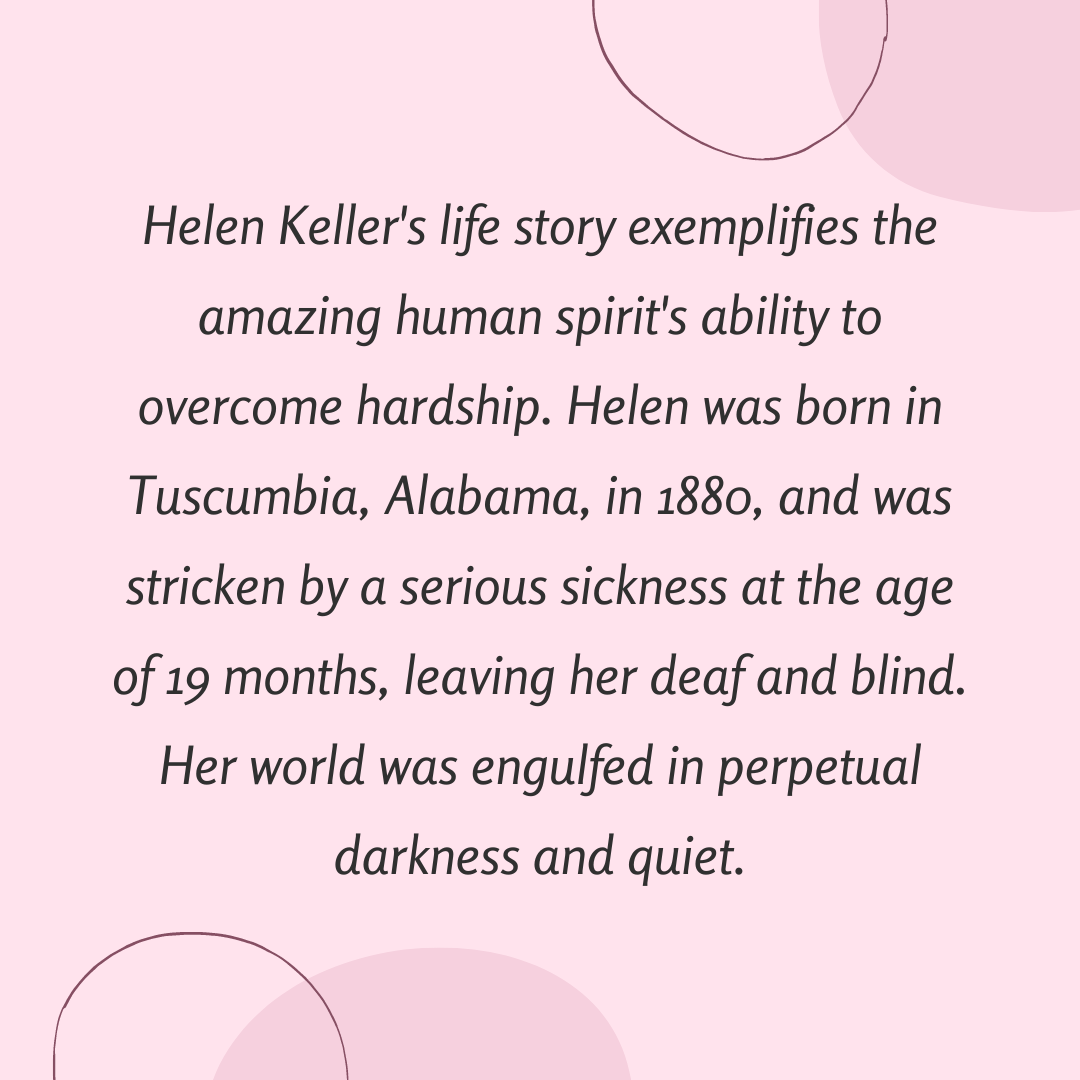 Helen Keller's life story exemplifies the
amazing human spirit's ability to
overcome hardship. Helen was born in
Tuscumbia, Alabama, in 1880, and was
stricken by a serious sickness at the age
of 19 months, leaving her deaf and blind.
Her world was engulfed in perpetual
darkness and quiet.